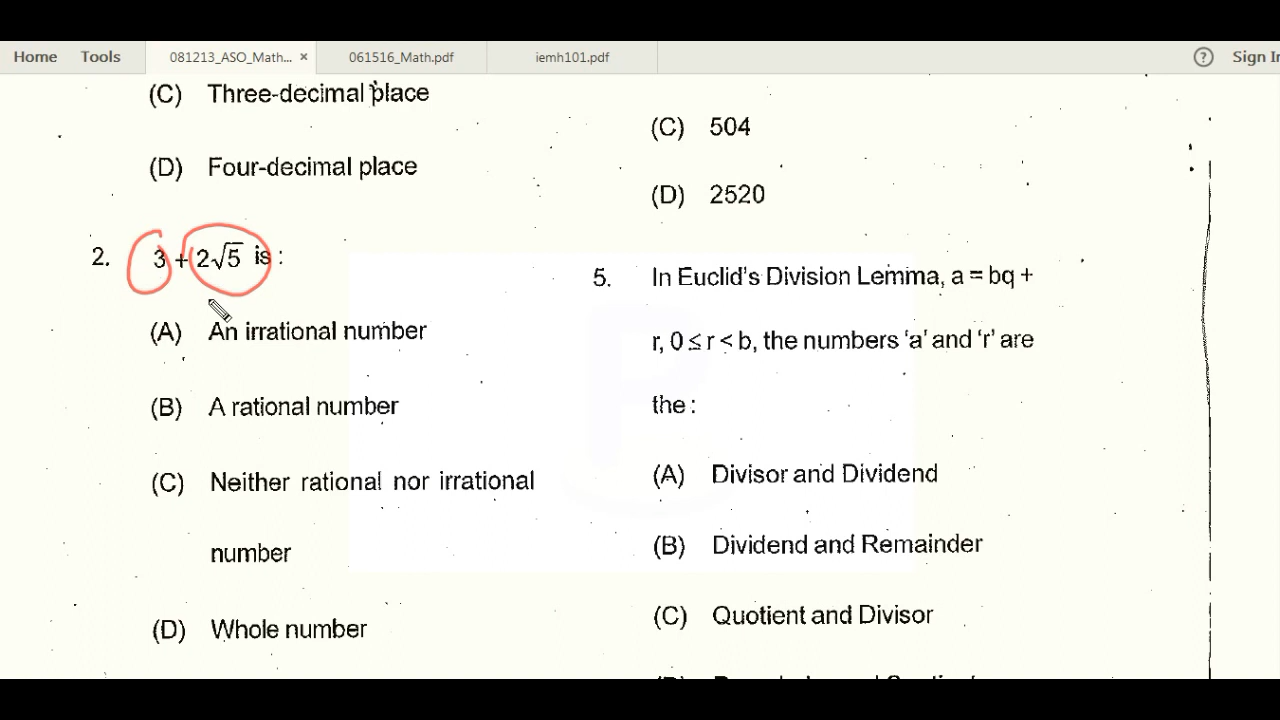 Home Tools 081213_ASO_Math... × 061516_Math.pdf iemh101.pdf ? Sign
(C) Three-decimal place
(D) Four-decimal place
2. 3 + 2√5 is :
(A) An irrational number
(B) A rational number
(C) Neither rational nor irrational
number
(D) Whole number
(C) 504
(D) 2520
5. In Euclid's Division Lemma, a = bq +
r, 0 ≤ r < b, the numbers 'a' and 'r' are
the :
(A) Divisor and Dividend
(B) Dividend and Remainder
(C) Quotient and Divisor